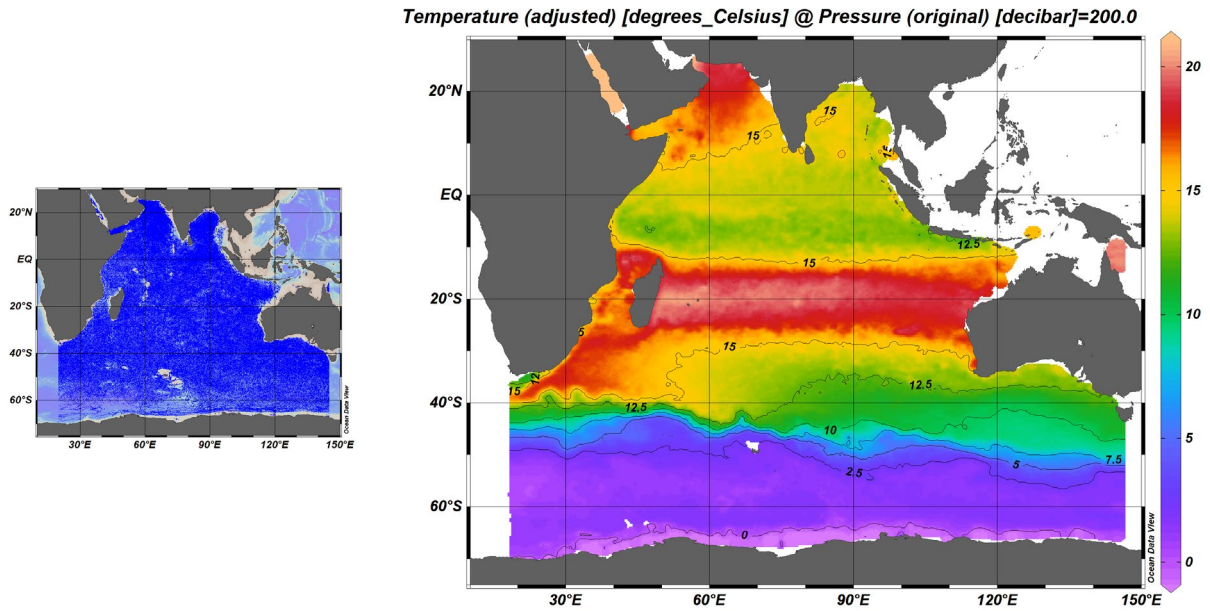 Temperature (adjusted) [degrees_Celsius] @ Pressure (original) [decibar]=200.0
20°N
EQ
20°S
40°S
60°S
30°E
60°E
90°E
120°E
150°E
Ocean Data View
20°N
EQ
20°S
40°S
60°S
30°E
60°E
90°E
120°E
150°E
15
15
15
12.5
15
5
15
12
15
12.5
12.5
10
7.5
5
2.5
0
Ocean Data View
20
15
10
5
0